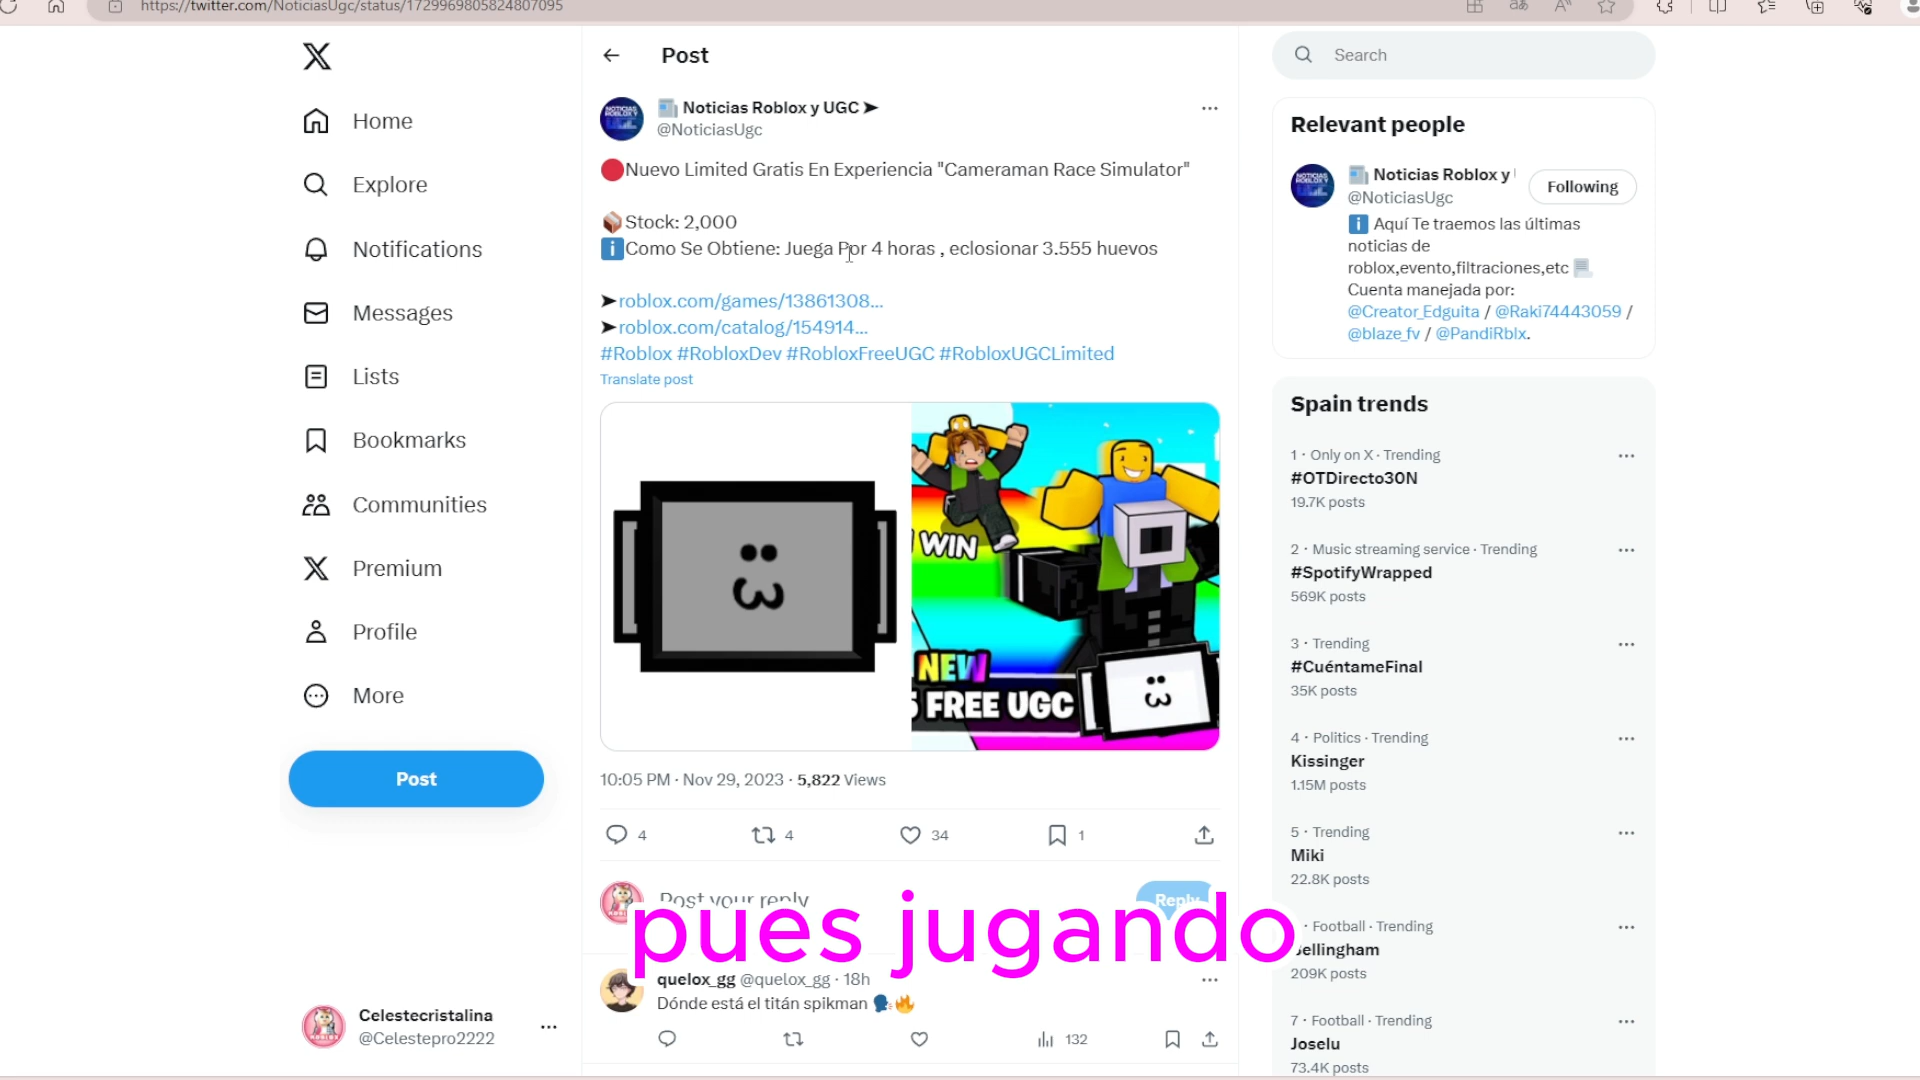 https://twitter.com/NoticiasUgc/status/1729969805824807095
Home
Explore
Notifications
Messages
Lists
Bookmarks
Communities
Premium
Profile
More
Post
Celestecristalina
@Celestepro2222
Post
Noticias Roblox y UGC ➤
@NoticiasUgc
🔴Nuevo Limited Gratis En Experiencia "Cameraman Race Simulator"
📦Stock: 2,000
ℹ️Como Se Obtiene: Juega Por 4 horas , eclosionar 3.555 huevos
➤roblox.com/games/13861308...
➤roblox.com/catalog/154914...
#Roblox #RobloxDev #RobloxFreeUGC #RobloxUGCLimited
Translate post
WIN
NEW
FREE UGC
10:05 PM · Nov 29, 2023 · 5,822 Views
4
4
34
1
Post your reply
Reply
pues jugando
quelox_gg @quelox_gg · 18h
Dónde está el titán spikman 🗣️🔥
132
Search
Relevant people
Noticias Roblox y
@NoticiasUgc
Following
ℹ️ Aquí Te traemos las últimas
noticias de
roblox,evento,filtraciones,etc
Cuenta manejada por:
@Creator_Edguita / @Raki74443059 /
@blaze_fv / @PandiRblx.
Spain trends
1 · Only on X · Trending
#OTDirecto30N
19.7K posts
2 · Music streaming service · Trending
#SpotifyWrapped
569K posts
3 · Trending
#CuéntameFinal
35K posts
4 · Politics · Trending
Kissinger
1.15M posts
5 · Trending
Miki
22.8K posts
· Football · Trending
Bellingham
209K posts
7 · Football · Trending
Joselu
73.4K posts